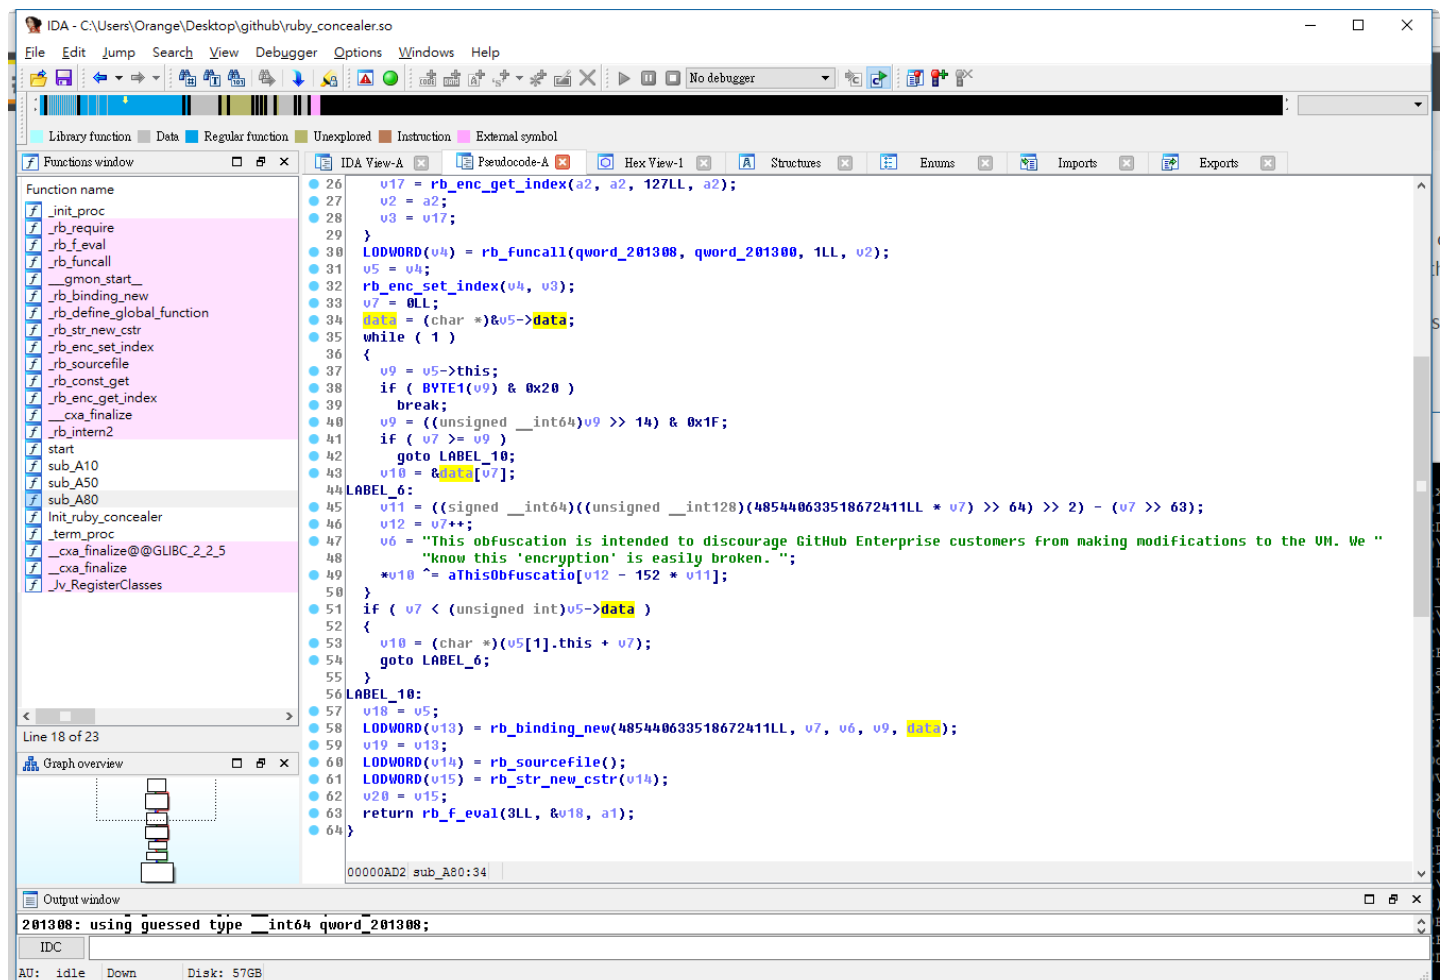 IDA - C:\Users\Orange\Desktop\github\ruby_concealer.so
File Edit Jump Search View Debugger Options Windows Help
No debugger
Library function Data Regular function Unexplored Instruction External symbol
Functions window
IDA View-A Pseudocode-A Hex View-1 Structures Enums Imports Exports
Function name
_init_proc
_rb_require
_rb_f_eval
_rb_funcall
__gmon_start__
_rb_binding_new
_rb_define_global_function
_rb_str_new_cstr
_rb_enc_set_index
_rb_sourcefile
_rb_const_get
_rb_enc_get_index
__cxa_finalize
_rb_intern2
start
sub_A10
sub_A50
sub_A80
Init_ruby_concealer
_term_proc
__cxa_finalize@@GLIBC_2_2_5
__cxa_finalize
_Jv_RegisterClasses
Line 18 of 23
Graph overview
26 v17 = rb_enc_get_index(a2, a2, 127LL, a2);
27 v2 = a2;
28 v3 = v17;
29 }
30 LODWORD(v4) = rb_funcall(qword_201308, qword_201300, 1LL, v2);
31 v5 = v4;
32 rb_enc_set_index(v4, v3);
33 v7 = 0LL;
34 data = (char *)&v5->data;
35 while ( 1 )
36 {
37 v9 = v5->this;
38 if ( BYTE1(v9) & 0x20 )
39 break;
40 v9 = ((unsigned __int64)v9 >> 14) & 0x1F;
41 if ( v7 >= v9 )
42 goto LABEL_10;
43 v10 = &data[v7];
44 LABEL_6:
45 v11 = ((signed __int64)((unsigned __int128)(485440633518672411LL * v7) >> 64) >> 2) - (v7 >> 63);
46 v12 = v7++;
47 v6 = "This obfuscation is intended to discourage GitHub Enterprise customers from making modifications to the VM. We "
48 "know this 'encryption' is easily broken. ";
49 *v10 ^= aThisObfuscatio[v12 - 152 * v11];
50 }
51 if ( v7 < (unsigned int)v5->data )
52 {
53 v10 = (char *)(v5[1].this + v7);
54 goto LABEL_6;
55 }
56 LABEL_10:
57 v18 = v5;
58 LODWORD(v13) = rb_binding_new(485440633518672411LL, v7, v6, v9, data);
59 v19 = v13;
60 LODWORD(v14) = rb_sourcefile();
61 LODWORD(v15) = rb_str_new_cstr(v14);
62 v20 = v15;
63 return rb_f_eval(3LL, &v18, a1);
64 }
00000AD2 sub_A80:34
Output window
201308: using guessed type __int64 qword_201308;
IDC
AU: idle Down Disk: 57GB